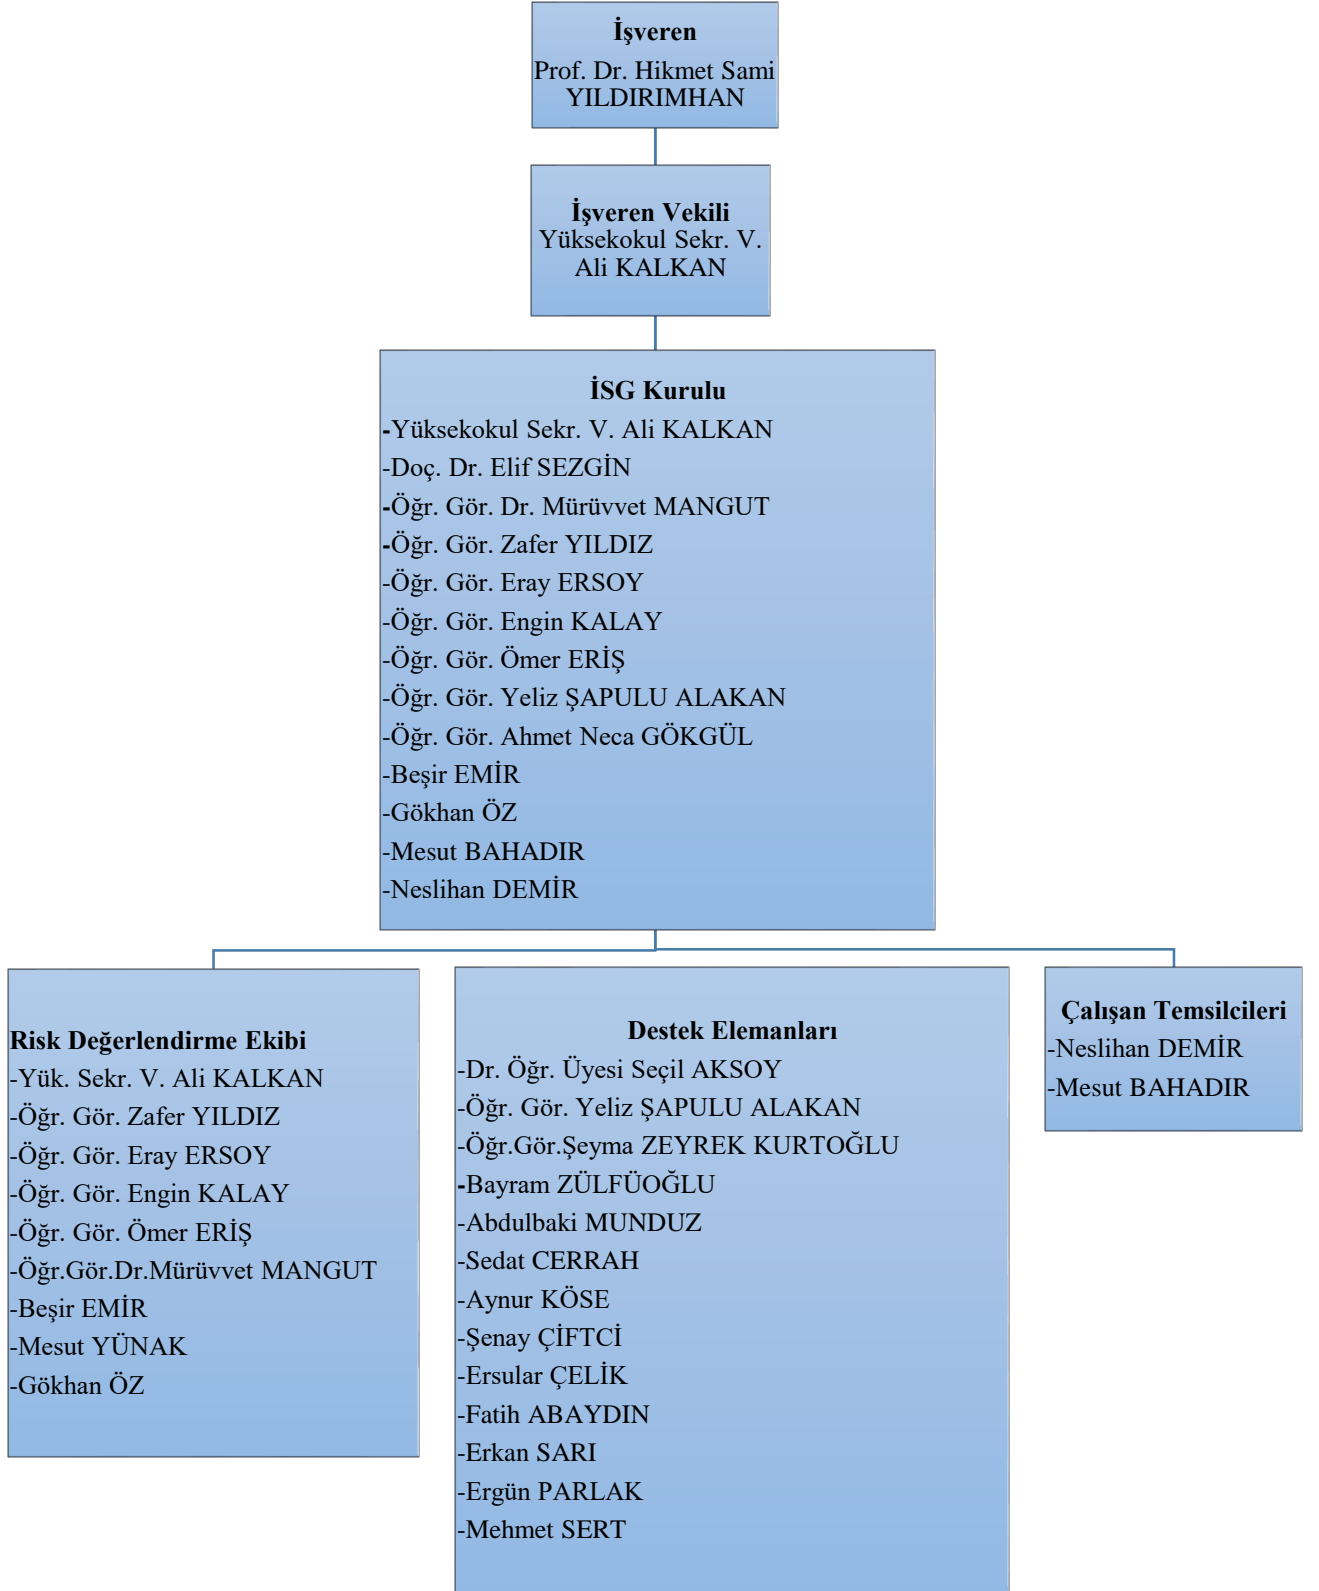 İşveren
Prof. Dr. Hikmet Sami
YILDIRIMHAN
İşveren Vekili
Yüksekokul Sekr. V.
Ali KALKAN
İSG Kurulu
-Yüksekokul Sekr. V. Ali KALKAN
-Doç. Dr. Elif SEZGİN
-Öğr. Gör. Dr. Mürüvvet MANGUT
-Öğr. Gör. Zafer YILDIZ
-Öğr. Gör. Eray ERSOY
-Öğr. Gör. Engin KALAY
-Öğr. Gör. Ömer ERİŞ
-Öğr. Gör. Yeliz ŞAPULU ALAKAN
-Öğr. Gör. Ahmet Neca GÖKGÜL
-Beşir EMİR
-Gökhan ÖZ
-Mesut BAHADIR
-Neslihan DEMİR
Risk Değerlendirme Ekibi
-Yük. Sekr. V. Ali KALKAN
-Öğr. Gör. Zafer YILDIZ
-Öğr. Gör. Eray ERSOY
-Öğr. Gör. Engin KALAY
-Öğr. Gör. Ömer ERİŞ
-Öğr.Gör.Dr.Mürüvvet MANGUT
-Beşir EMİR
-Mesut YÜNAK
-Gökhan ÖZ
Destek Elemanları
-Dr. Öğr. Üyesi Seçil AKSOY
-Öğr. Gör. Yeliz ŞAPULU ALAKAN
-Öğr.Gör.Şeyma ZEYREK KURTOĞLU
-Bayram ZÜLFÜOĞLU
-Abdulbaki MUNDUZ
-Sedat CERRAH
-Aynur KÖSE
-Şenay ÇİFTCİ
-Ersular ÇELİK
-Fatih ABAYDIN
-Erkan SARI
-Ergün PARLAK
-Mehmet SERT
Çalışan Temsilcileri
-Neslihan DEMİR
-Mesut BAHADIR